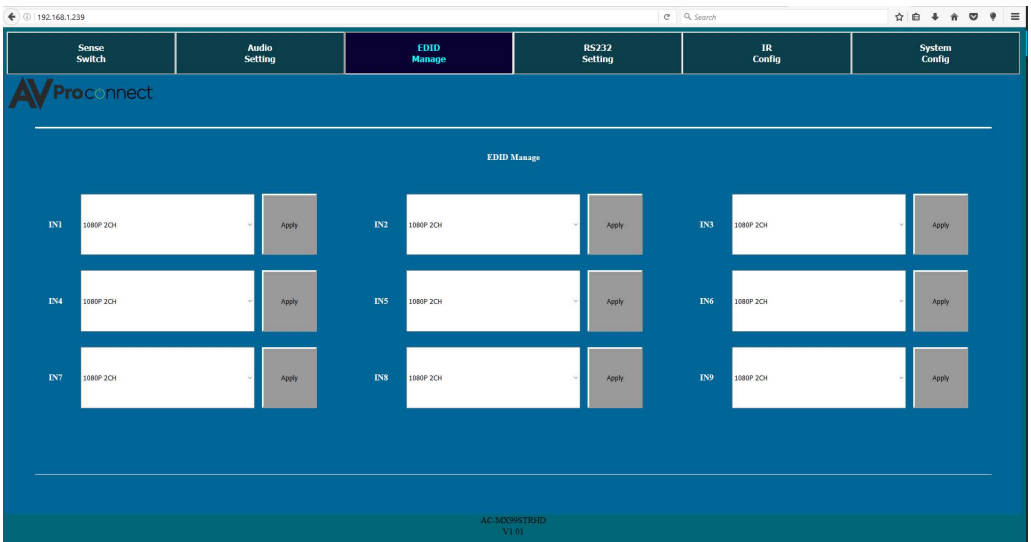 192.168.1.239
Search
Sense Switch
Audio Setting
EDID Manage
RS232 Setting
IR Config
System Config
AVProconnect
EDID Manage
IN1 1080P 2CH Apply IN2 1080P 2CH Apply IN3 1080P 2CH Apply
IN4 1080P 2CH Apply IN5 1080P 2CH Apply IN6 1080P 2CH Apply
IN7 1080P 2CH Apply IN8 1080P 2CH Apply IN9 1080P 2CH Apply
AC-MX99STRHD
V1.01